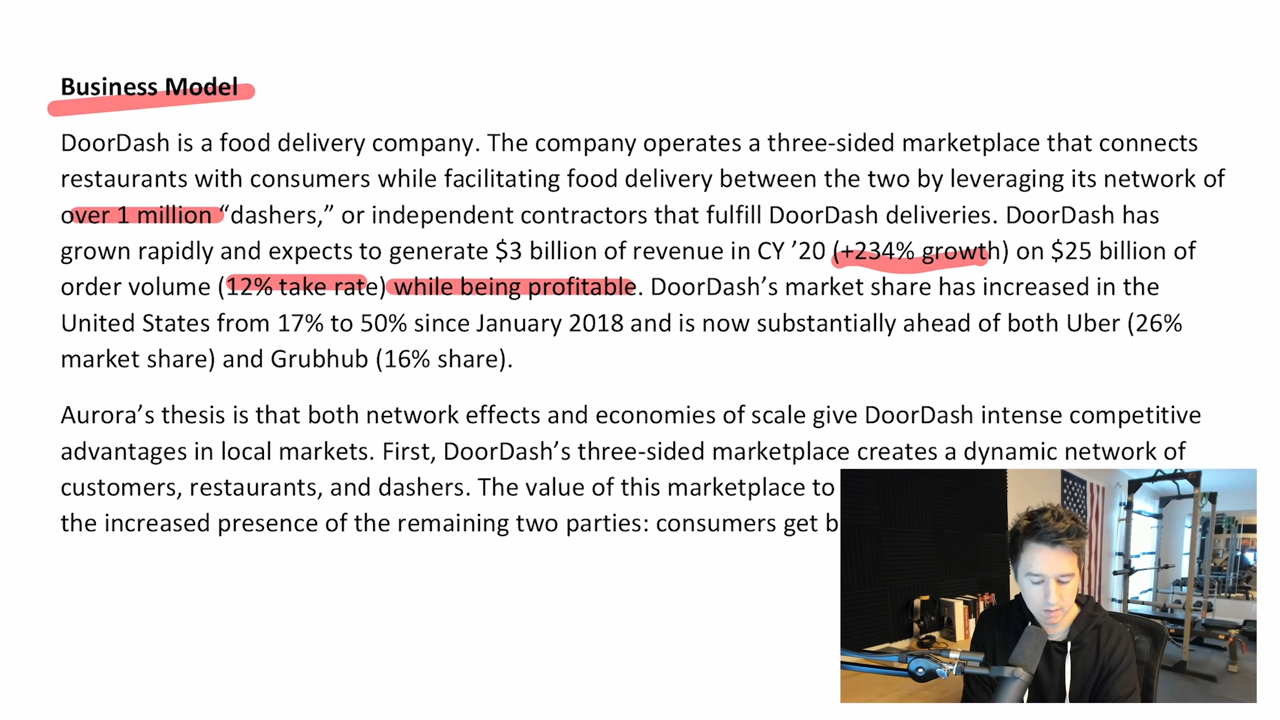 Business Model
DoorDash is a food delivery company. The company operates a three-sided marketplace that connects
restaurants with consumers while facilitating food delivery between the two by leveraging its network of
over 1 million “dashers,” or independent contractors that fulfill DoorDash deliveries. DoorDash has
grown rapidly and expects to generate $3 billion of revenue in CY ’20 (+234% growth) on $25 billion of
order volume (12% take rate) while being profitable. DoorDash’s market share has increased in the
United States from 17% to 50% since January 2018 and is now substantially ahead of both Uber (26%
market share) and Grubhub (16% share).
Aurora’s thesis is that both network effects and economies of scale give DoorDash intense competitive
advantages in local markets. First, DoorDash’s three-sided marketplace creates a dynamic network of
customers, restaurants, and dashers. The value of this marketplace to
the increased presence of the remaining two parties: consumers get